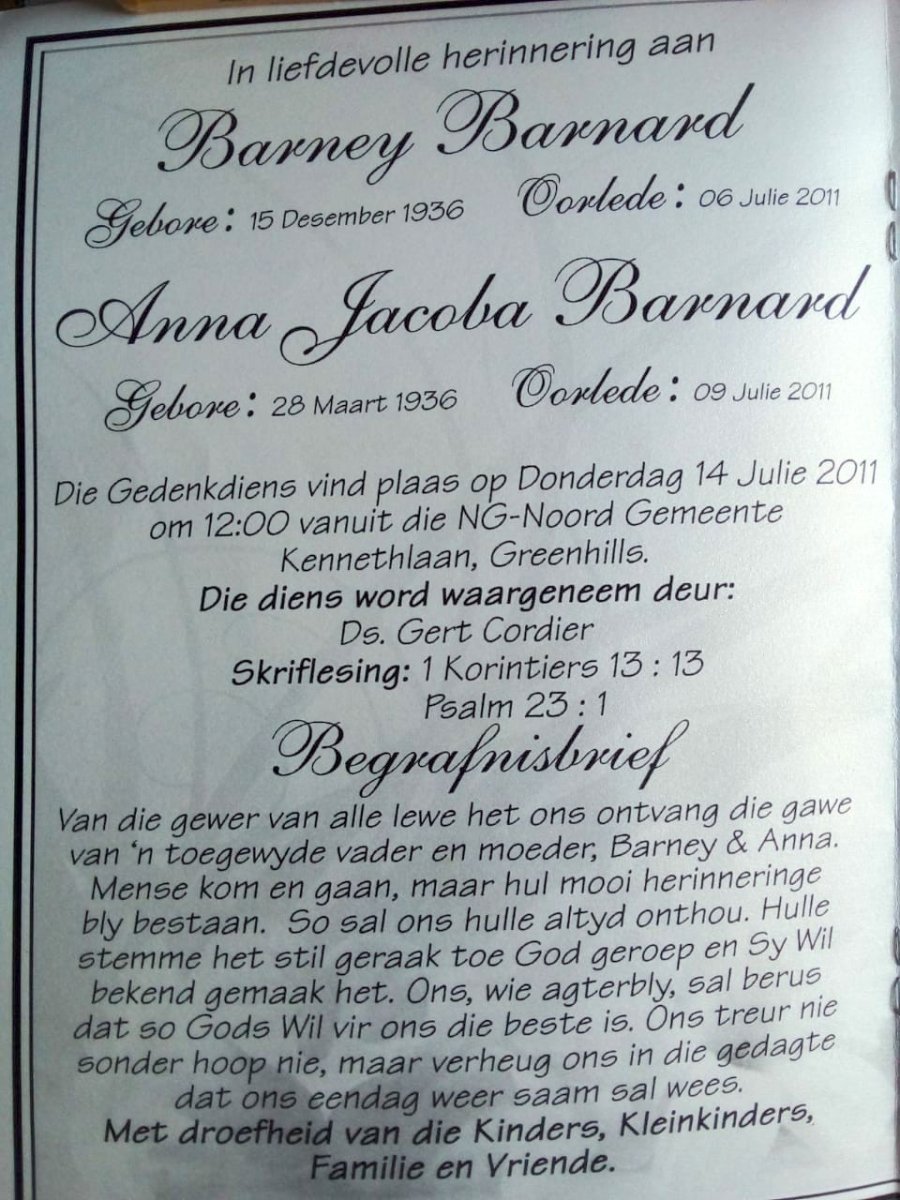 In liefdevolle herinnering aan
Barney Barnard
Gebore: 15 Desember 1936 Oorlede: 06 Julie 2011
Anna Jacoba Barnard
Gebore: 28 Maart 1936 Oorlede: 09 Julie 2011
Die Gedenkdiens vind plaas op Donderdag 14 Julie 2011
om 12:00 vanuit die NG-Noord Gemeente
Kennethlaan, Greenhills.
Die diens word waargeneem deur:
Ds. Gert Cordier
Skriflesing: 1 Korintiers 13 : 13
Psalm 23 : 1
Begrafnisbrief
Van die gewer van alle lewe het ons ontvang die gawe
van ‘n toegewyde vader en moeder, Barney & Anna.
Mense kom en gaan, maar hul mooi herinneringe
bly bestaan. So sal ons hulle altyd onthou. Hulle
stemme het stil geraak toe God geroep en Sy Wil
bekend gemaak het. Ons, wie agterbly, sal berus
dat so Gods Wil vir ons die beste is. Ons treur nie
sonder hoop nie, maar verheug ons in die gedagte
dat ons eendag weer saam sal wees.
Met droefheid van die Kinders, Kleinkinders,
Familie en Vriende.